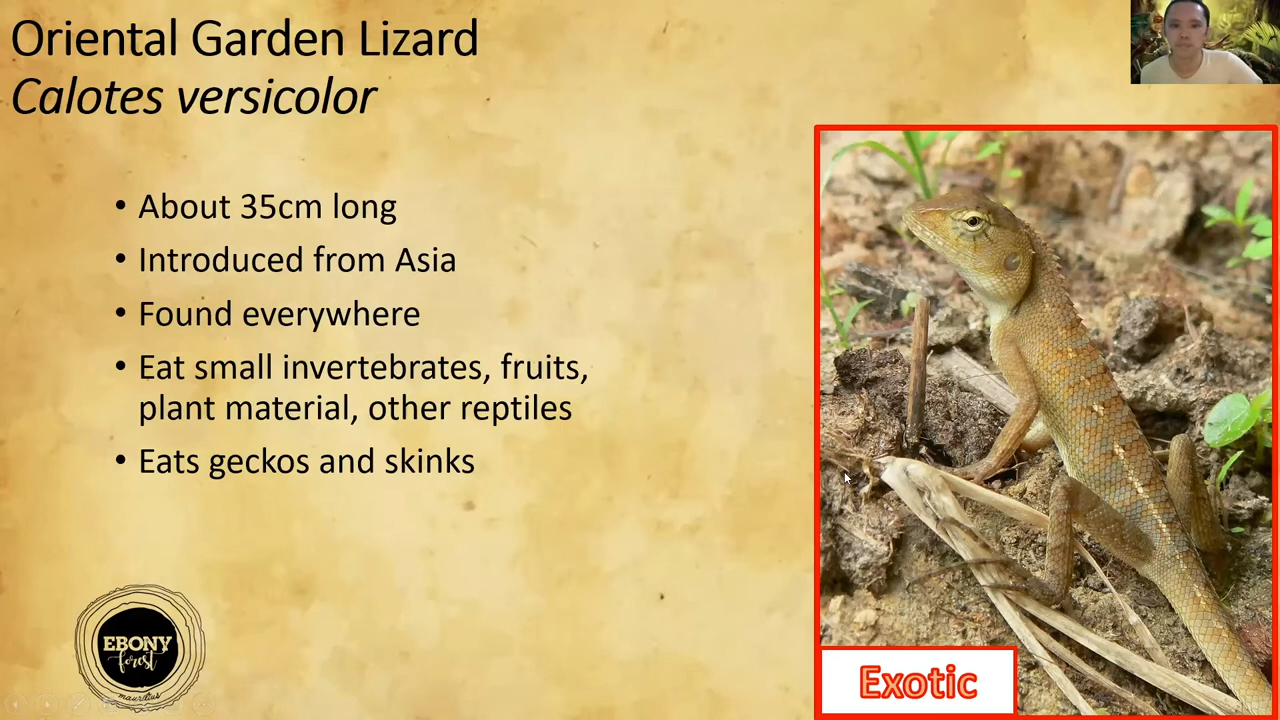 Oriental Garden Lizard
Calotes versicolor
• About 35cm long
• Introduced from Asia
• Found everywhere
• Eat small invertebrates, fruits,
plant material, other reptiles
• Eats geckos and skinks
EBONY
forest
mauritius
Exotic